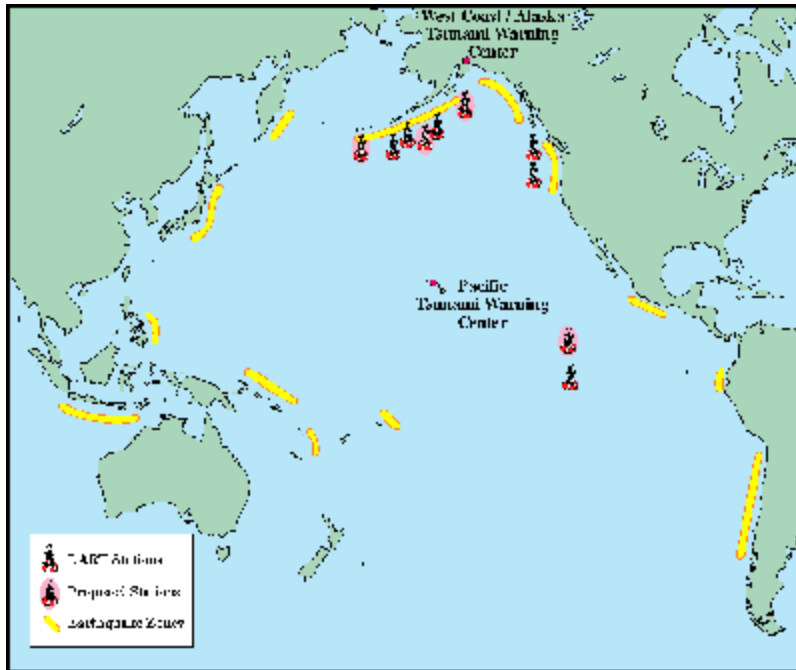 West Coast / Alaska
Tsunami Warning
Center
Pacific
Tsunami Warning
Center
DART Stations
Proposed Stations
Earthquake Zones